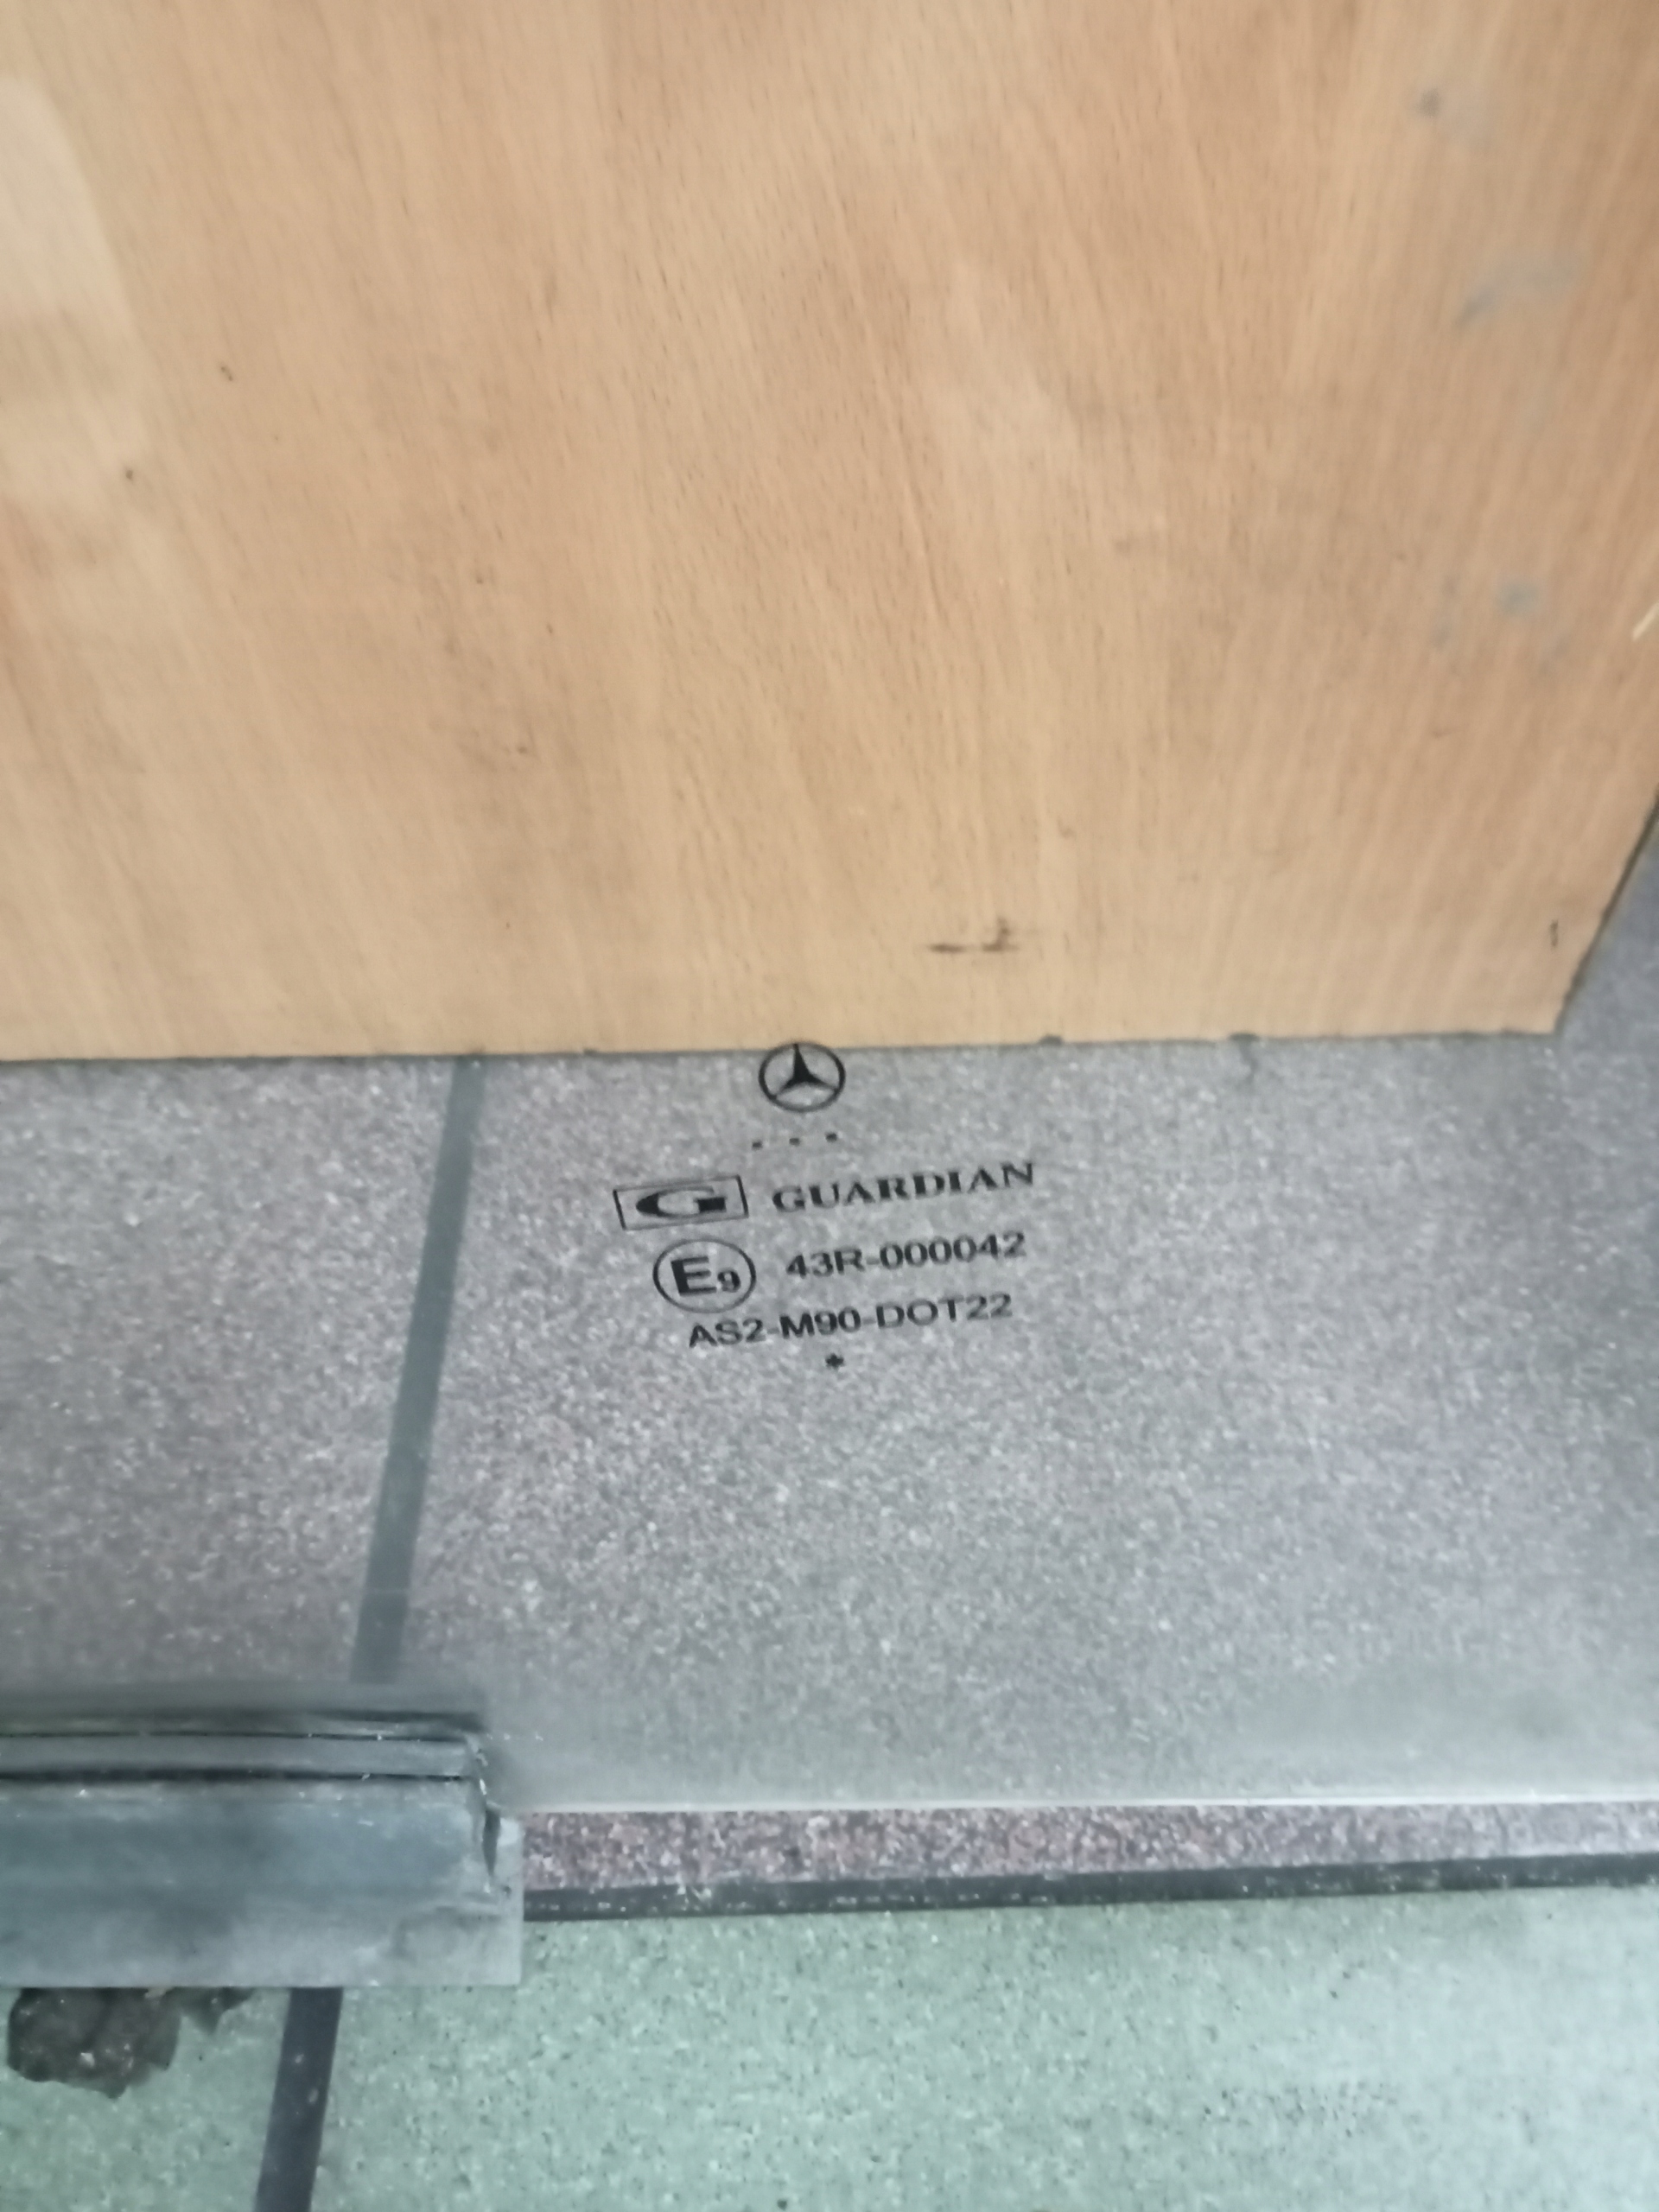 G GUARDIAN
E9 43R-000042
AS2-M90-DOT22
*